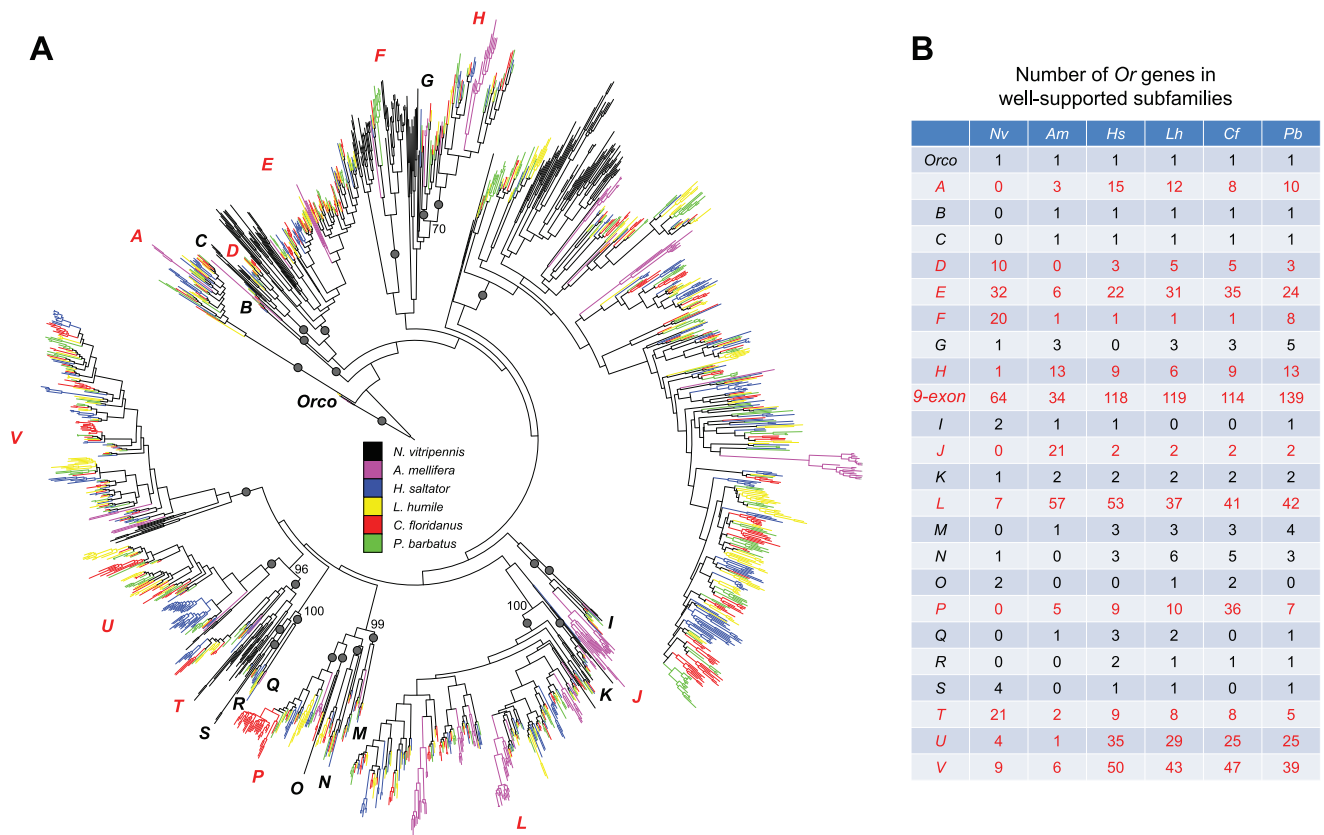 A
B
H
F
G
E
70
A
C
D
B
Orco
V
N. vitripennis
A. mellifera
H. saltator
L. humile
C. floridanus
P. barbatus
96
100
99
100
U
T
S
R
Q
P
O
N
M
L
K
J
I
Number of Or genes in
well-supported subfamilies
Nv Am Hs Lh Cf Pb
Orco 1 1 1 1 1 1
A 0 3 15 12 8 10
B 0 1 1 1 1 1
C 0 1 1 1 1 1
D 10 0 3 5 5 3
E 32 6 22 31 35 24
F 20 1 1 1 1 8
G 1 3 0 3 3 5
H 1 13 9 6 9 13
9-exon 64 34 118 119 114 139
I 2 1 1 0 0 1
J 0 21 2 2 2 2
K 1 2 2 2 2 2
L 7 57 53 37 41 42
M 0 1 3 3 3 4
N 1 0 3 6 5 3
O 2 0 0 1 2 0
P 0 5 9 10 36 7
Q 0 1 3 2 0 1
R 0 0 2 1 1 1
S 4 0 1 1 0 1
T 21 2 9 8 8 5
U 4 1 35 29 25 25
V 9 6 50 43 47 39